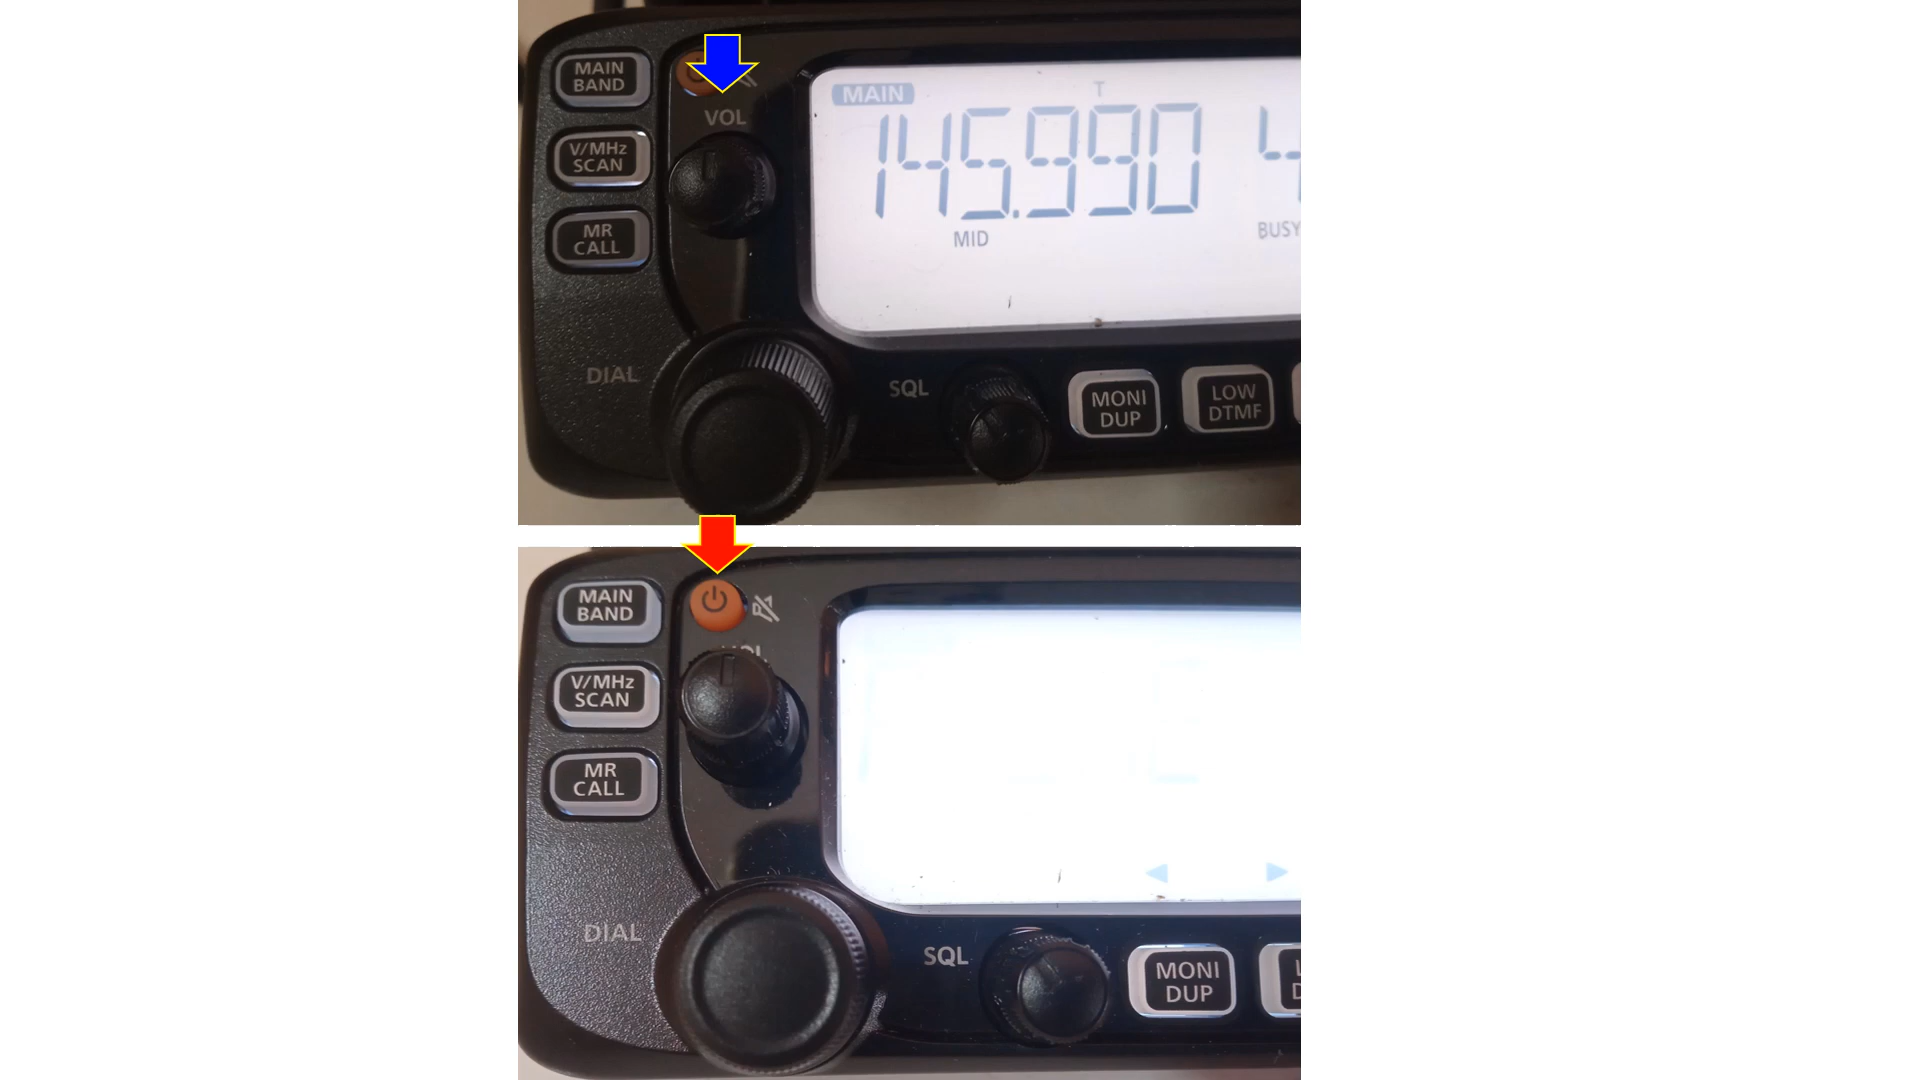 MAIN
BAND
VOL
V/MHz
SCAN
MR
CALL
MAIN
T
145.990
MID
BUSY
DIAL
SQL
MONI
DUP
LOW
DTMF
MAIN
BAND
V/MHz
SCAN
MR
CALL
DIAL
SQL
MONI
DUP